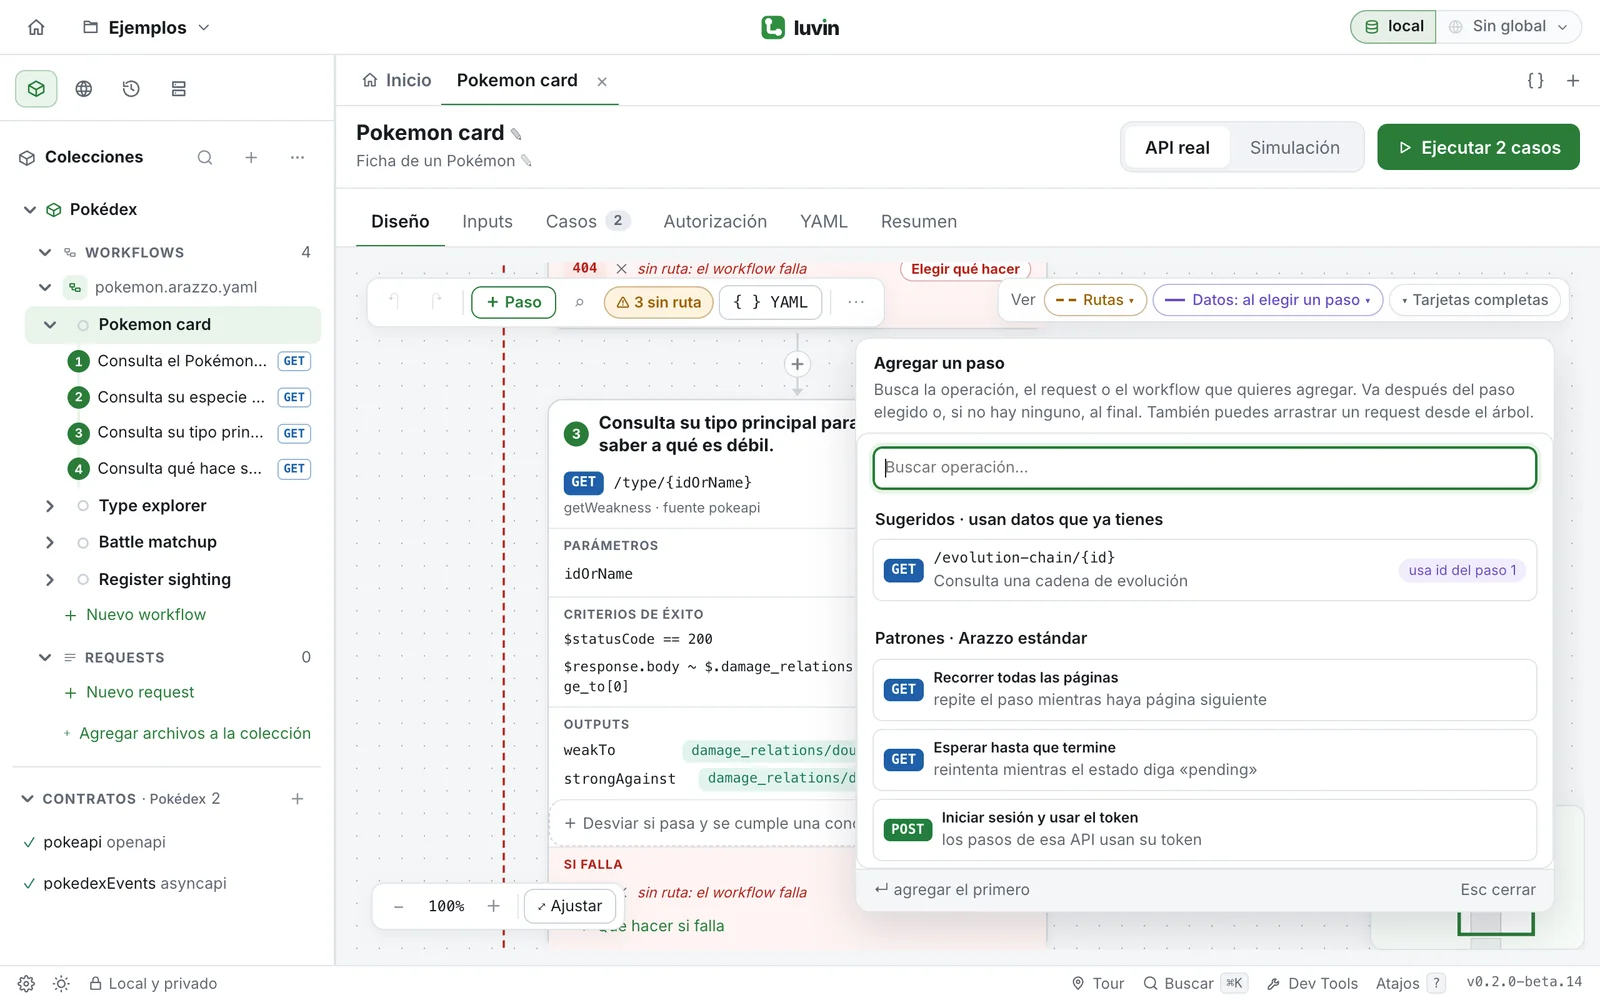 Ejemplos
luvin
local
Sin global
Inicio
Pokemon card
Pokemon card
Ficha de un Pokémon
API real
Simulación
Ejecutar 2 casos
Diseño
Inputs
Casos 2
Autorización
YAML
Resumen
Colecciones
Pokédex
WORKFLOWS 4
pokemon.arazzo.yaml
Pokemon card
1 Consulta el Pokémon... GET
2 Consulta su especie ... GET
3 Consulta su tipo prin... GET
4 Consulta qué hace s... GET
Type explorer
Battle matchup
Register sighting
+ Nuevo workflow
REQUESTS 0
+ Nuevo request
+ Agregar archivos a la colección
CONTRATOS · Pokédex 2 +
pokeapi openapi
pokedexEvents asyncapi
404 sin ruta: el workflow falla
Elegir qué hacer
+ Paso
3 sin ruta
{ } YAML
...
Ver
Rutas
Datos: al elegir un paso
Tarjetas completas
3 Consulta su tipo principal para
saber a qué es débil.
GET /type/{idOrName}
getWeakness · fuente pokeapi
PARÁMETROS
idOrName
CRITERIOS DE ÉXITO
$statusCode == 200
$response.body ~ $.damage_relations
ge_to[0]
OUTPUTS
weakTo damage_relations/dou
strongAgainst damage_relations/d
+ Desviar si pasa y se cumple una con
SI FALLA
sin ruta: el workflow falla
hacer si falla
− 100% +
Ajustar
Agregar un paso
Busca la operación, el request o el workflow que quieres agregar. Va después del paso
elegido o, si no hay ninguno, al final. También puedes arrastrar un request desde el árbol.
Buscar operación...
Sugeridos · usan datos que ya tienes
GET /evolution-chain/{id}
Consulta una cadena de evolución
usa id del paso 1
Patrones · Arazzo estándar
GET Recorrer todas las páginas
repite el paso mientras haya página siguiente
GET Esperar hasta que termine
reintenta mientras el estado diga «pending»
POST Iniciar sesión y usar el token
los pasos de esa API usan su token
↵ agregar el primero
Esc cerrar
Local y privado
Tour
Buscar ⌘K
Dev Tools
Atajos ?
v0.2.0-beta.14